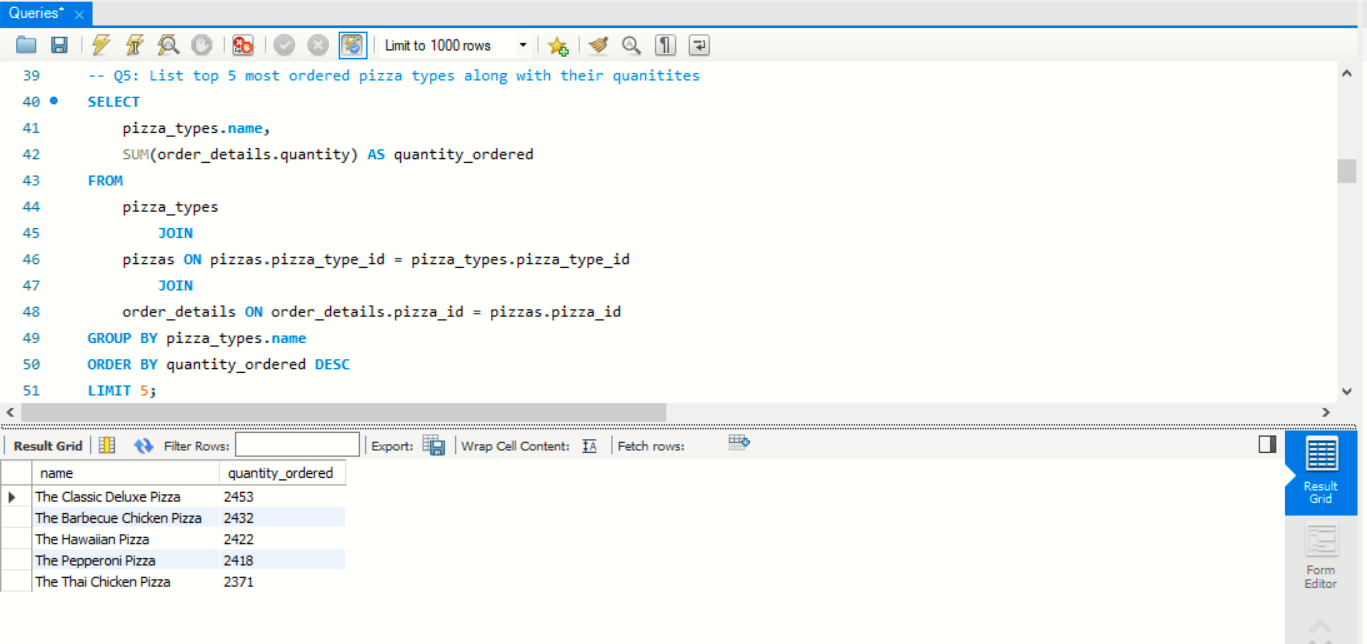 Queries*
Limit to 1000 rows
39 -- Q5: List top 5 most ordered pizza types along with their quanitites
40 SELECT
41 pizza_types.name,
42 SUM(order_details.quantity) AS quantity_ordered
43 FROM
44 pizza_types
45 JOIN
46 pizzas ON pizzas.pizza_type_id = pizza_types.pizza_type_id
47 JOIN
48 order_details ON order_details.pizza_id = pizzas.pizza_id
49 GROUP BY pizza_types.name
50 ORDER BY quantity_ordered DESC
51 LIMIT 5;
Result Grid Filter Rows: Export: Wrap Cell Content: Fetch rows:
name quantity_ordered
The Classic Deluxe Pizza 2453
The Barbecue Chicken Pizza 2432
The Hawaiian Pizza 2422
The Pepperoni Pizza 2418
The Thai Chicken Pizza 2371
Result
Grid
Form
Editor